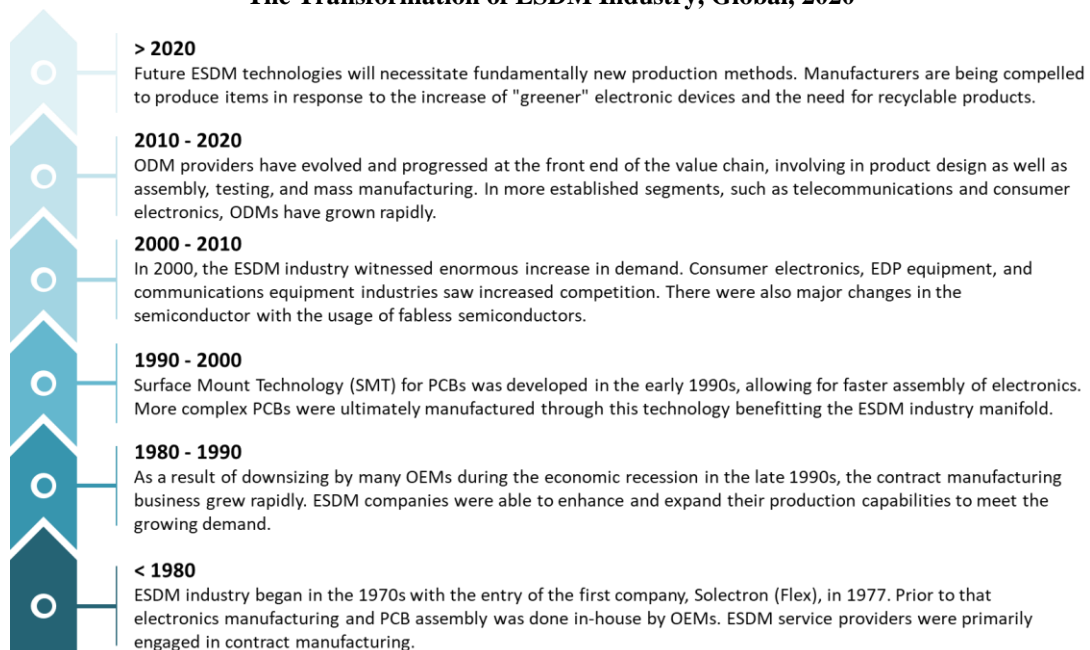 The Transformation of ESDM Industry, Global, 2020
> 2020
Future ESDM technologies will necessitate fundamentally new production methods. Manufacturers are being compelled
to produce items in response to the increase of "greener" electronic devices and the need for recyclable products.
2010 - 2020
ODM providers have evolved and progressed at the front end of the value chain, involving in product design as well as
assembly, testing, and mass manufacturing. In more established segments, such as telecommunications and consumer
electronics, ODMs have grown rapidly.
2000 - 2010
In 2000, the ESDM industry witnessed enormous increase in demand. Consumer electronics, EDP equipment, and
communications equipment industries saw increased competition. There were also major changes in the
semiconductor with the usage of fabless semiconductors.
1990 - 2000
Surface Mount Technology (SMT) for PCBs was developed in the early 1990s, allowing for faster assembly of electronics.
More complex PCBs were ultimately manufactured through this technology benefitting the ESDM industry manifold.
1980 - 1990
As a result of downsizing by many OEMs during the economic recession in the late 1990s, the contract manufacturing
business grew rapidly. ESDM companies were able to enhance and expand their production capabilities to meet the
growing demand.
< 1980
ESDM industry began in the 1970s with the entry of the first company, Solectron (Flex), in 1977. Prior to that
electronics manufacturing and PCB assembly was done in-house by OEMs. ESDM service providers were primarily
engaged in contract manufacturing.